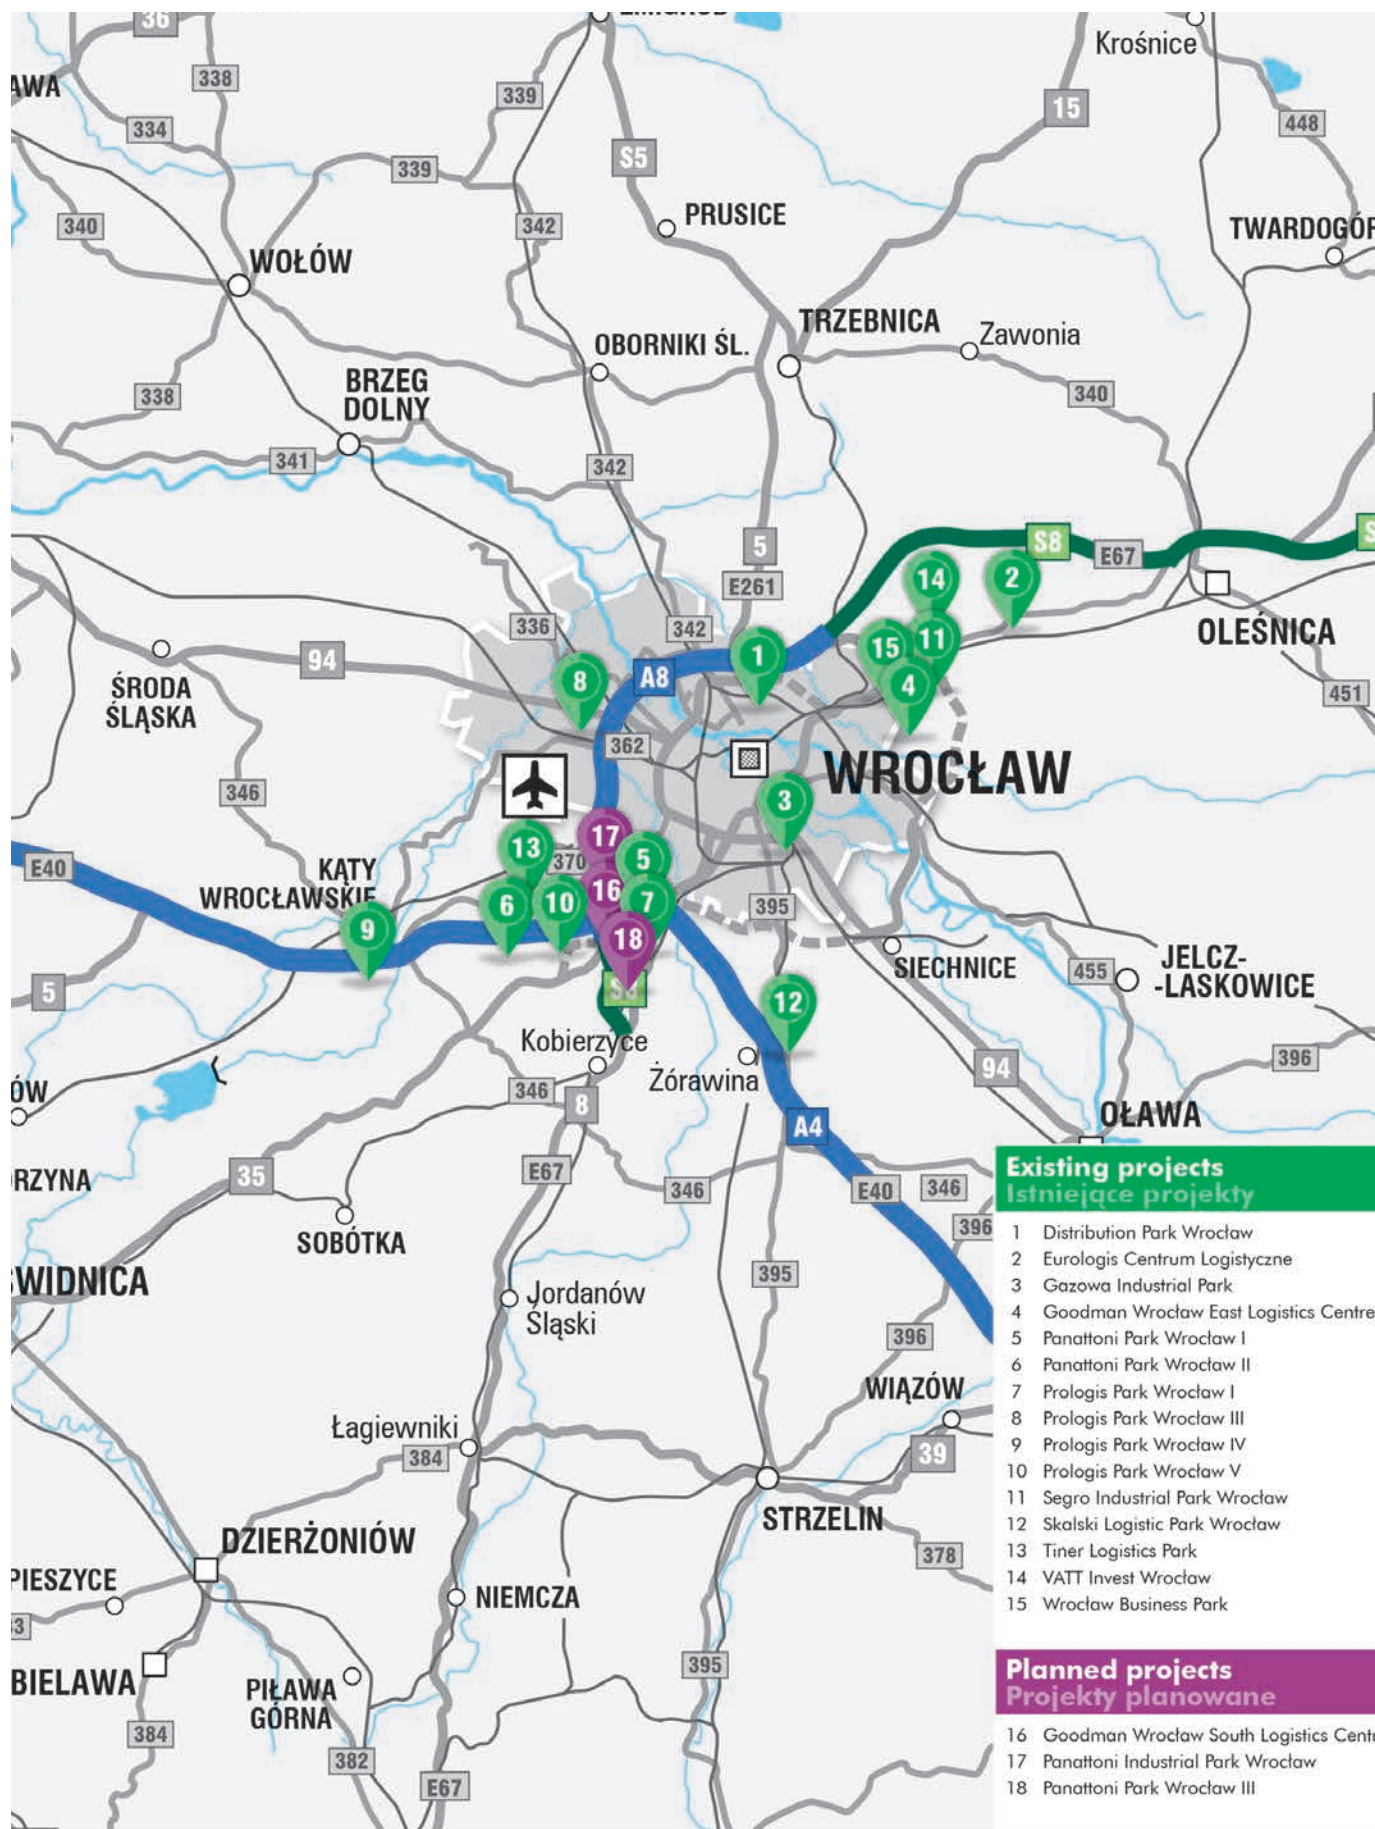 36
Krośnice
338
AWA
339
15
448
334
S5
339
340
342
PRUSICE
TWARDOGÓR
WOŁÓW
TRZEBNICA
Zawonia
OBORNIKI ŚL.
BRZEG
DOLNY
338
340
341
342
5
S8
E67
E261
14
2
336
342
OLEŚNICA
94
1
15
11
A8
8
4
ŚRODA
ŚLĄSKA
451
362
WROCŁAW
346
3
17
13
370
5
E40
KĄTY
WROCŁAWSKIE
6
10
16
7
395
9
18
SIECHNICE
455
JELCZ-
-LASKOWICE
5
12
Kobierzyce
Żórawina
94
396
ÓW
346
8
OŁAWA
A4
35
E67
346
E40
346
RZYNA
396
SOBÓTKA
ŚWIDNICA
395
Jordanów
Śląski
396
WIĄZÓW
Łagiewniki
384
39
STRZELIN
DZIERŻONIÓW
378
PIESZYCE
NIEMCZA
BIELAWA
395
PIŁAWA
GÓRNA
384
382
E67
Existing projects
Istniejące projekty
1 Distribution Park Wrocław
2 Eurologis Centrum Logistyczne
3 Gazowa Industrial Park
4 Goodman Wrocław East Logistics Centre
5 Panattoni Park Wrocław I
6 Panattoni Park Wrocław II
7 Prologis Park Wrocław I
8 Prologis Park Wrocław III
9 Prologis Park Wrocław IV
10 Prologis Park Wrocław V
11 Segro Industrial Park Wrocław
12 Skalski Logistic Park Wrocław
13 Tiner Logistics Park
14 VATT Invest Wrocław
15 Wrocław Business Park
Planned projects
Projekty planowane
16 Goodman Wrocław South Logistics Centr
17 Panattoni Industrial Park Wrocław
18 Panattoni Park Wrocław III